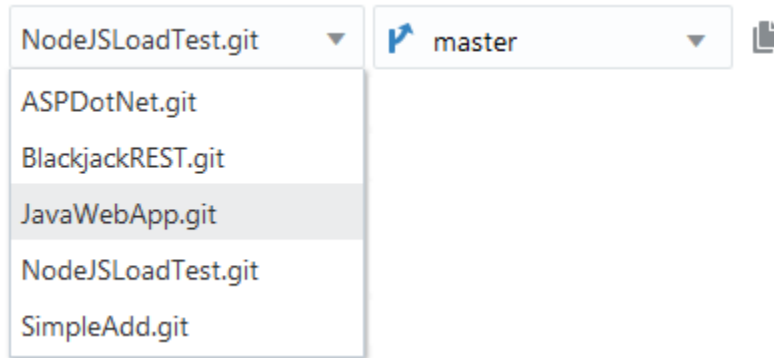 NodeJSLoadTest.git master
ASPDotNet.git
BlackjackREST.git
JavaWebApp.git
NodeJSLoadTest.git
SimpleAdd.git